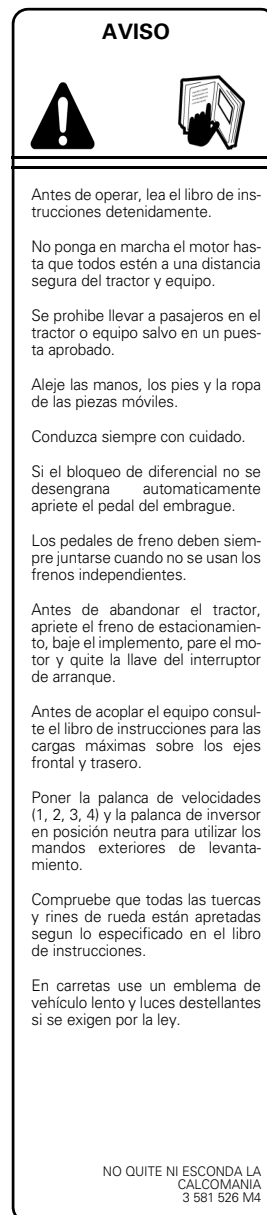 AVISO
Antes de operar, lea el libro de ins-
trucciones detenidamente.
No ponga en marcha el motor has-
ta que todos estén a una distancia
segura del tractor y equipo.
Se prohibe llevar a pasajeros en el
tractor o equipo salvo en un pues-
ta aprobado.
Aleje las manos, los pies y la ropa
de las piezas móviles.
Conduzca siempre con cuidado.
Si el bloqueo de diferencial no se
desengrana automaticamente
apriete el pedal del embrague.
Los pedales de freno deben siem-
pre juntarse cuando no se usan los
frenos independientes.
Antes de abandonar el tractor,
apriete el freno de estacionamien-
to, baje el implemento, pare el mo-
tor y quite la llave del interruptor
de arranque.
Antes de acoplar el equipo consul-
te el libro de instrucciones para las
cargas máximas sobre los ejes
frontal y trasero.
Poner la palanca de velocidades
(1, 2, 3, 4) y la palanca de inversor
en posición neutra para utilizar los
mandos exteriores de levanta-
miento.
Compruebe que todas las tuercas
y rines de rueda están apretadas
segun lo especificado en el libro
de instrucciones.
En carretas use un emblema de
vehículo lento y luces destellantes
si se exigen por la ley.
NO QUITE NI ESCONDA LA
CALCOMANIA
3 581 526 M4